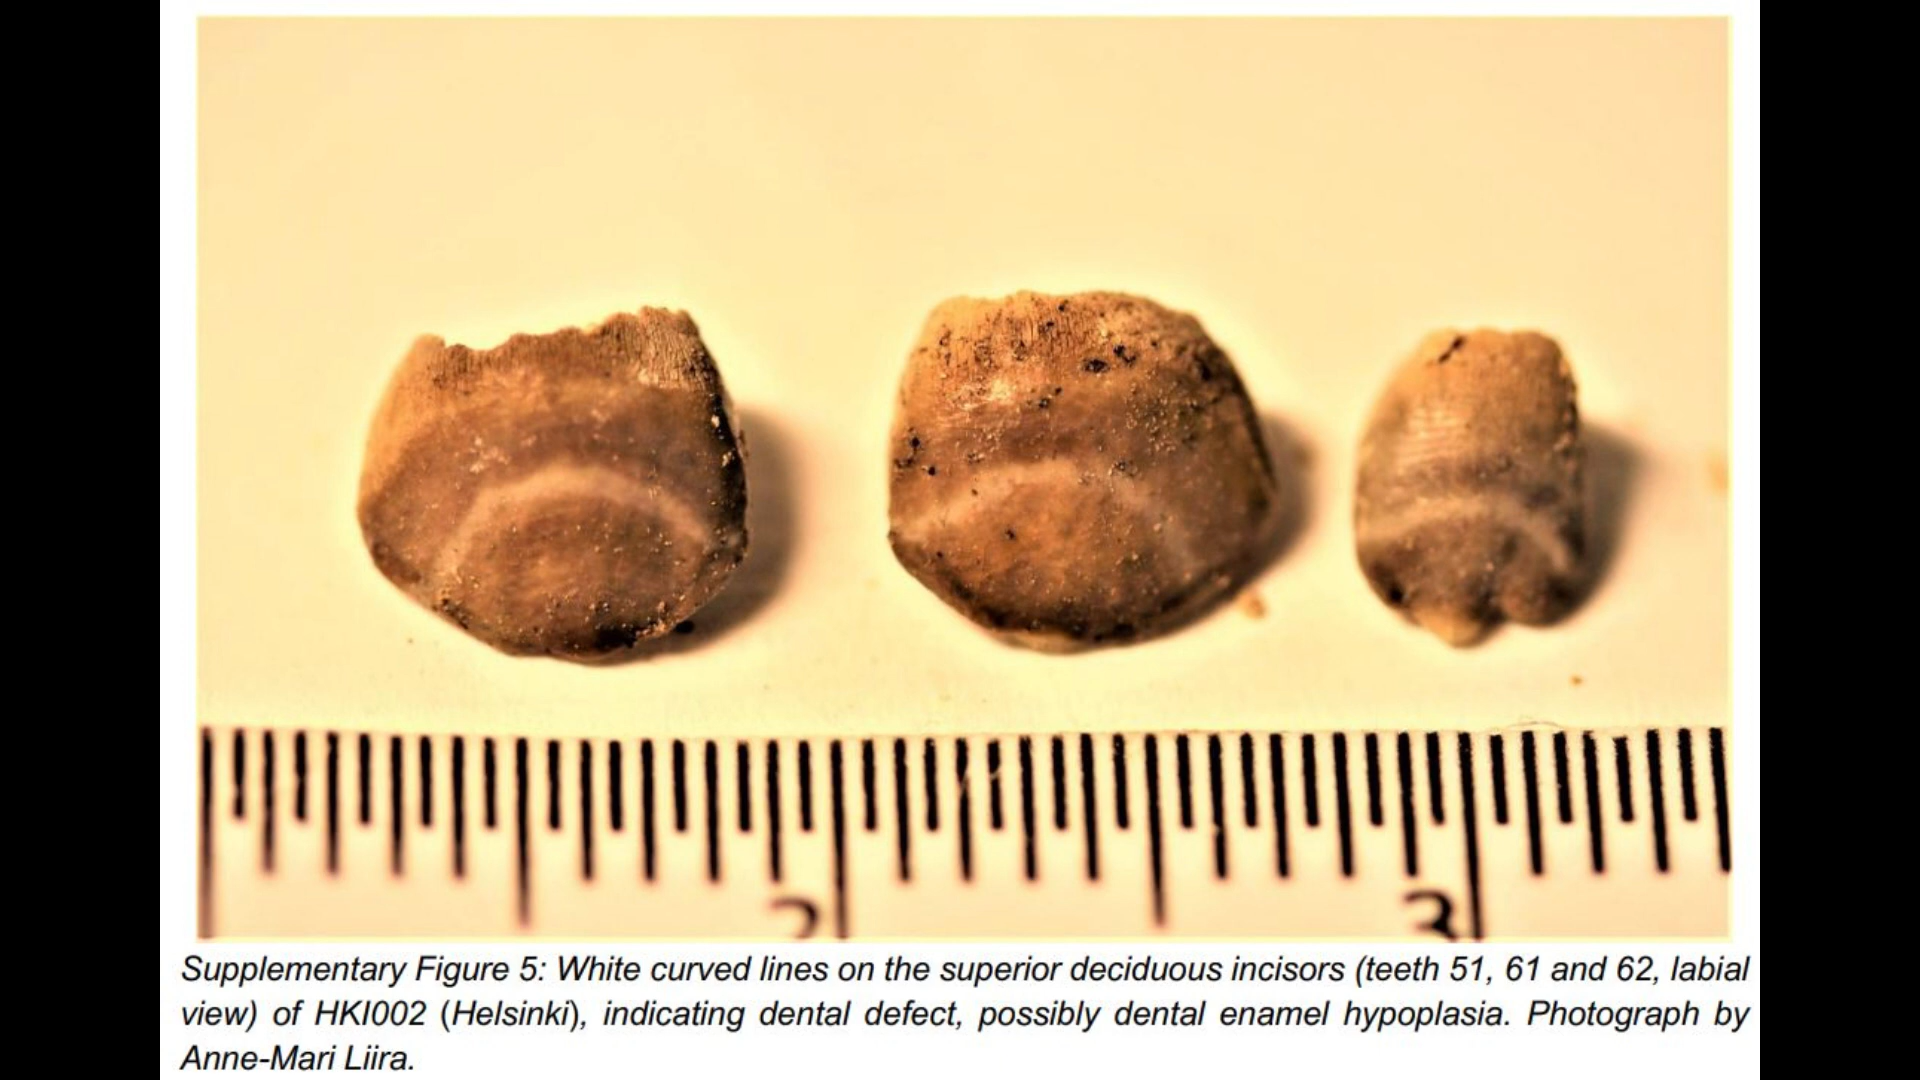 2 3
Supplementary Figure 5: White curved lines on the superior deciduous incisors (teeth 51, 61 and 62, labial
view) of HKI002 (Helsinki), indicating dental defect, possibly dental enamel hypoplasia. Photograph by
Anne-Mari Liira.